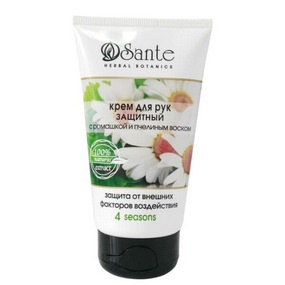 Sante
HERBAL BOTANICS
крем для рук
ЗАЩИТНЫЙ
с ромашкой и пчелиным воском
100%
natural
extract
защита от внешних
факторов воздействия
4 seasons